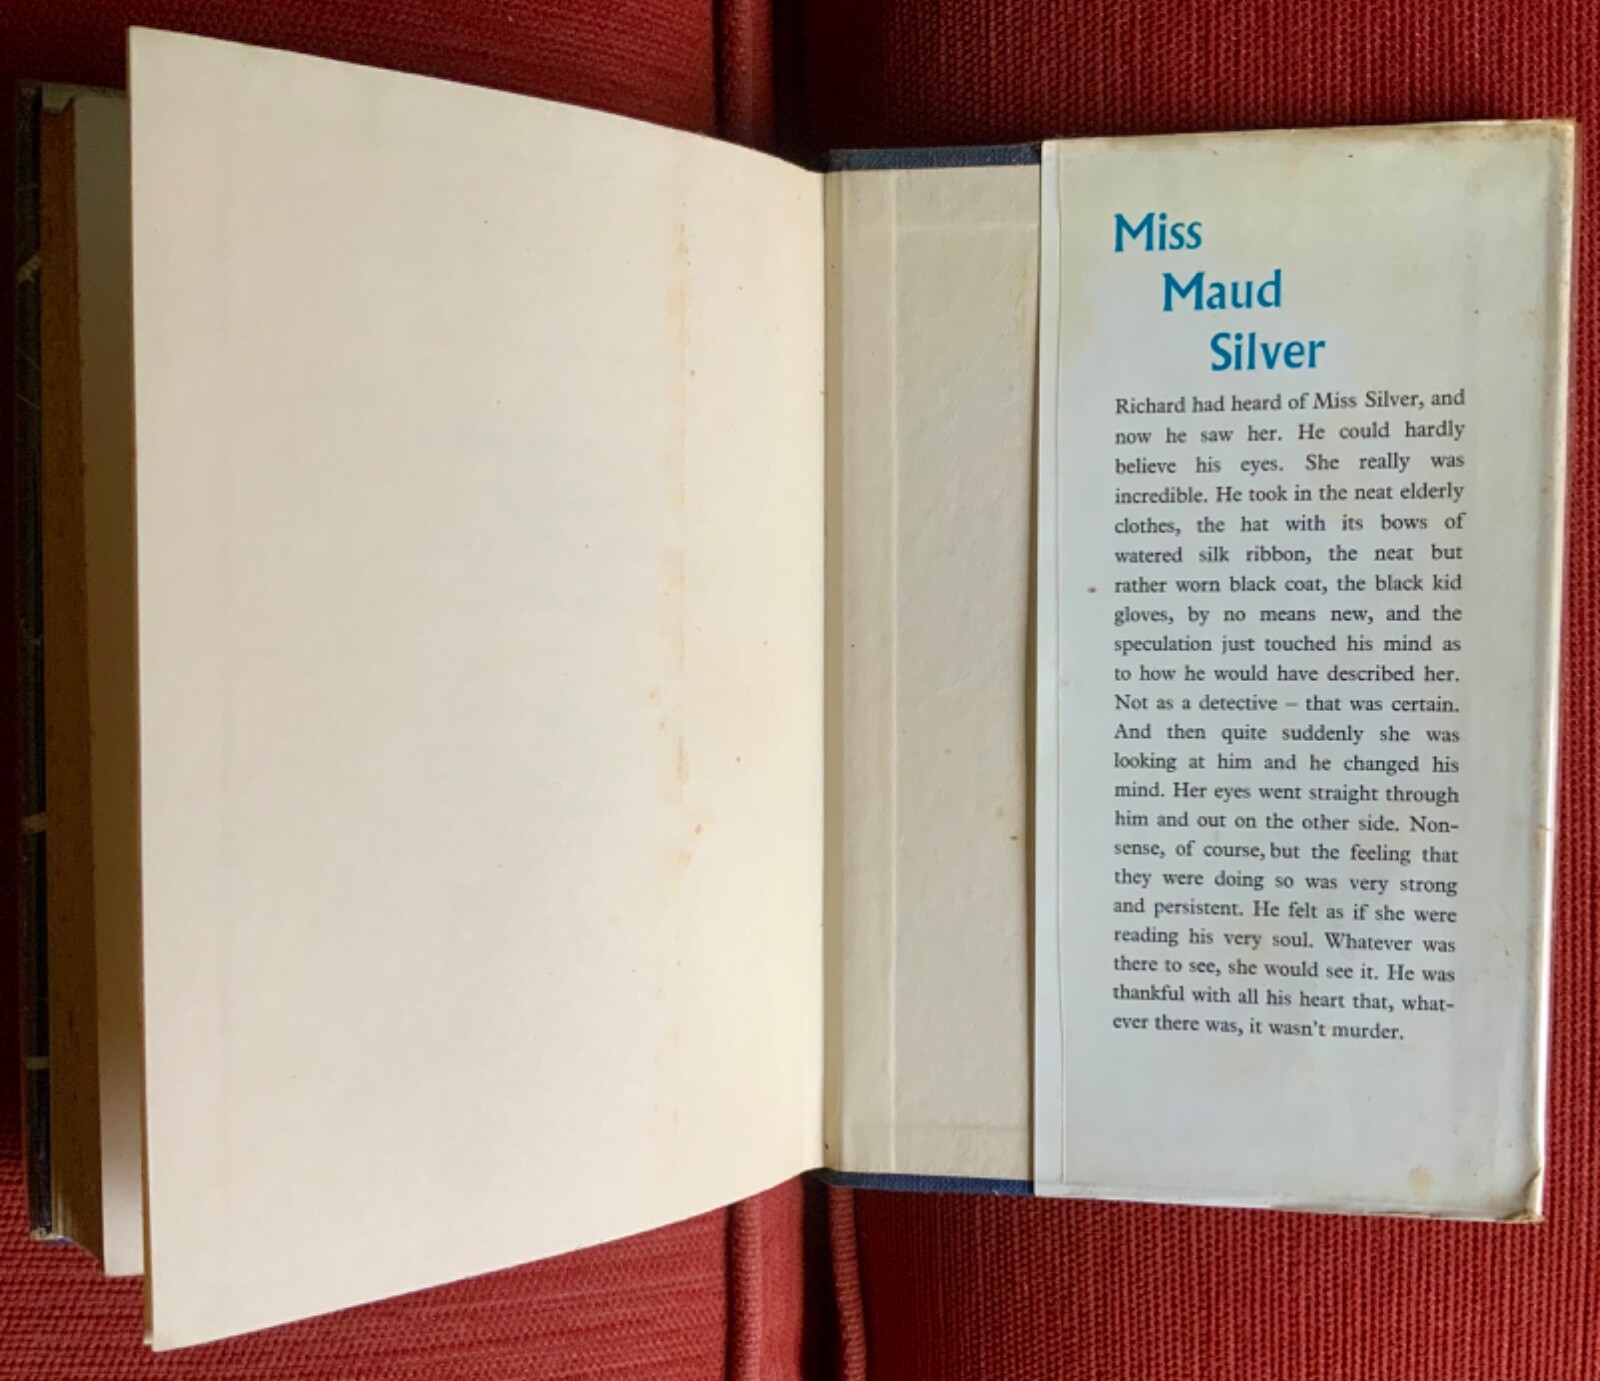 Miss
Maud
Silver
Richard had heard of Miss Silver, and
now he saw her. He could hardly
believe his eyes. She really was
incredible. He took in the neat elderly
clothes, the hat with its bows of
watered silk ribbon, the neat but
rather worn black coat, the black kid
gloves, by no means new, and the
speculation just touched his mind as
to how he would have described her.
Not as a detective – that was certain.
And then quite suddenly she was
looking at him and he changed his
mind. Her eyes went straight through
him and out on the other side. Non-
sense, of course, but the feeling that
they were doing so was very strong
and persistent. He felt as if she were
reading his very soul. Whatever was
there to see, she would see it. He was
thankful with all his heart that, what-
ever there was, it wasn't murder.